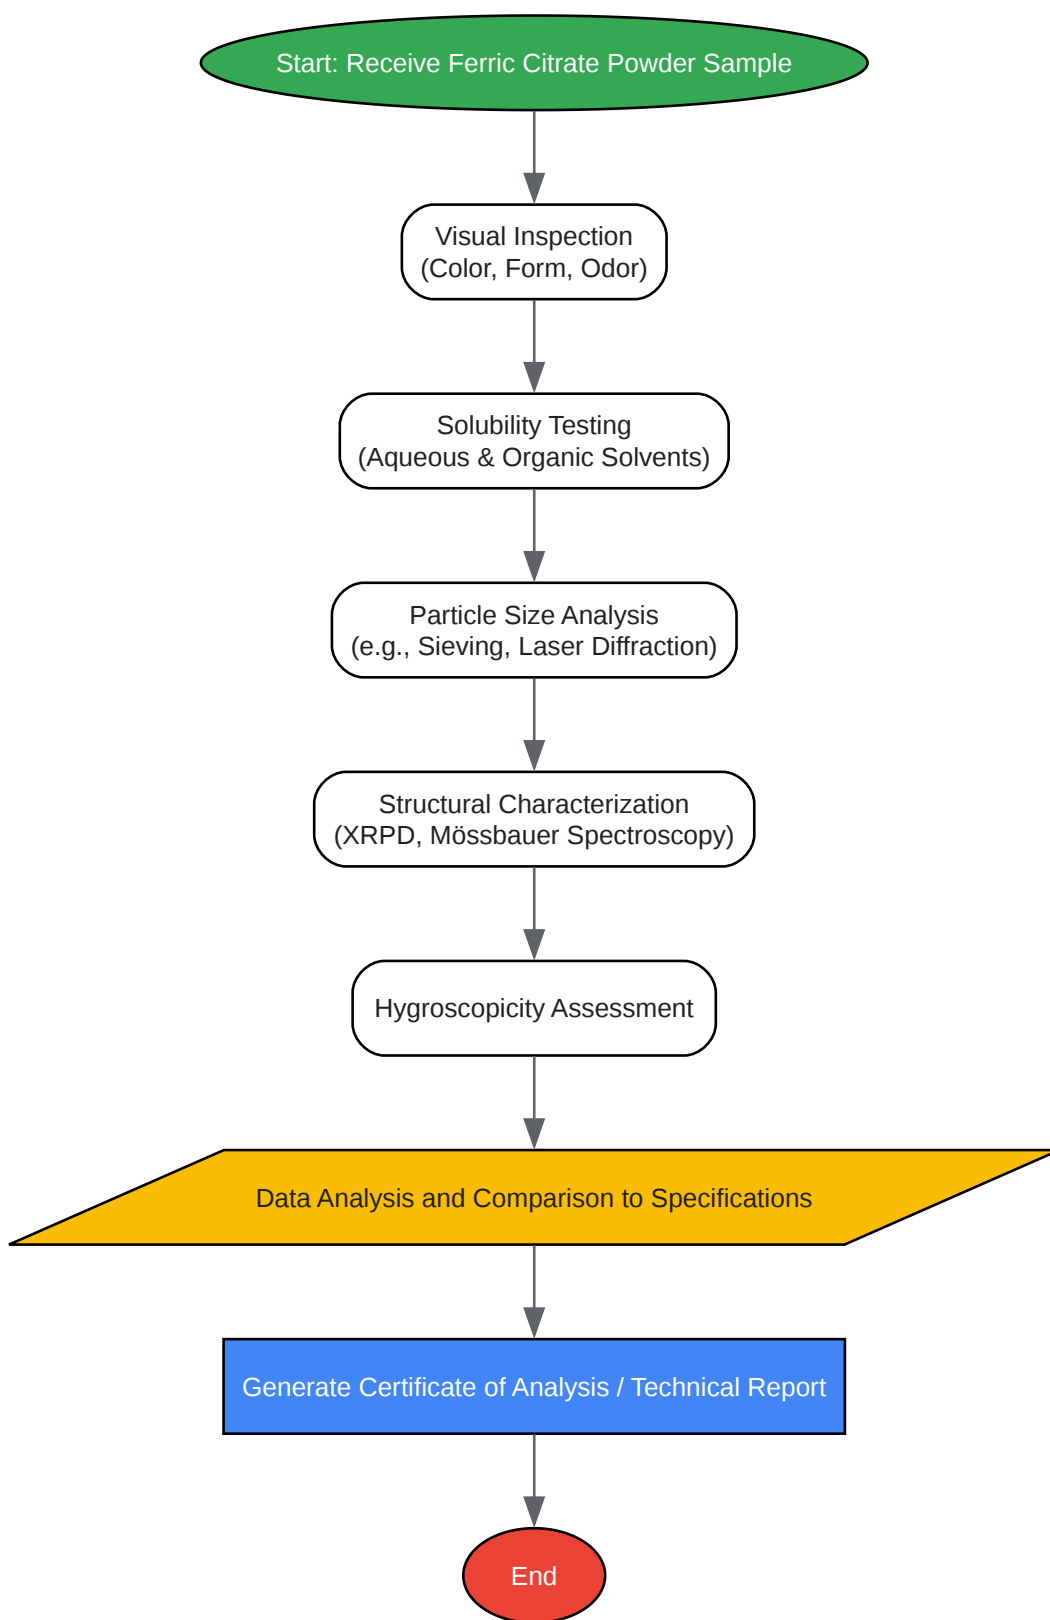 Start: Receive Ferric Citrate Powder Sample
Visual Inspection
(Color, Form, Odor)
Solubility Testing
(Aqueous & Organic Solvents)
Particle Size Analysis
(e.g., Sieving, Laser Diffraction)
Structural Characterization
(XRPD, Mössbauer Spectroscopy)
Hygroscopicity Assessment
Data Analysis and Comparison to Specifications
Generate Certificate of Analysis / Technical Report
End